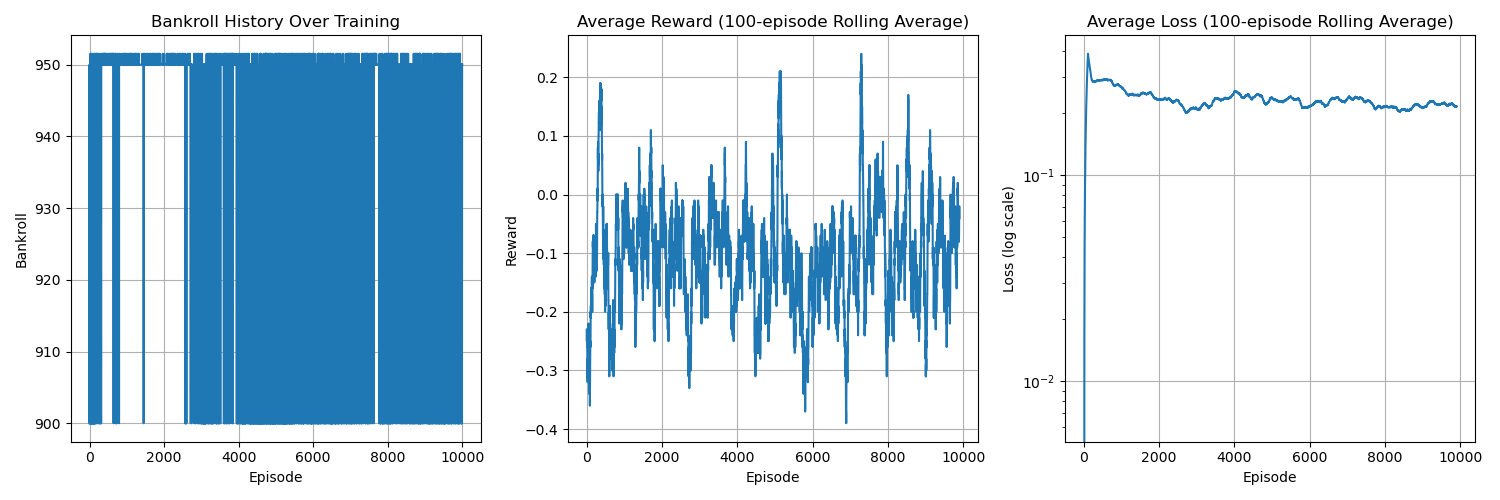 Bankroll History Over Training
Bankroll
950
940
930
920
910
900
0 2000 4000 6000 8000 10000
Episode
Average Reward (100-episode Rolling Average)
Reward
0.2
0.1
0.0
−0.1
−0.2
−0.3
−0.4
0 2000 4000 6000 8000 10000
Episode
Average Loss (100-episode Rolling Average)
Loss (log scale)
10⁻¹
10⁻²
0 2000 4000 6000 8000 10000
Episode